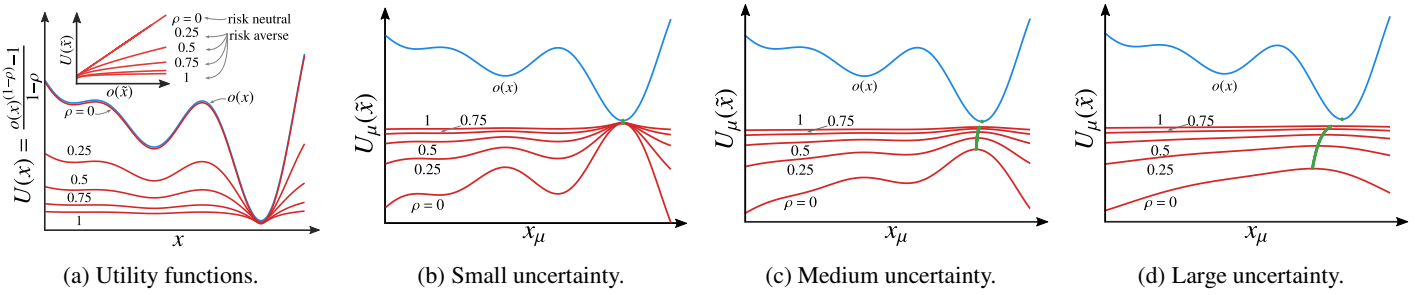 U(x) = o(x)^(1-ρ)-1 / 1-ρ
U(x̃)
o(x̃)
ρ = 0
risk neutral
0.25
risk averse
0.5
0.75
1
ρ = 0
o(x)
0.25
0.5
0.75
1
x
(a) Utility functions.
U_μ(x̃)
o(x)
1
0.75
0.5
0.25
ρ = 0
x_μ
(b) Small uncertainty.
U_μ(x̃)
o(x)
1
0.75
0.5
0.25
ρ = 0
x_μ
(c) Medium uncertainty.
U_μ(x̃)
o(x)
1
0.75
0.5
0.25
ρ = 0
x_μ
(d) Large uncertainty.